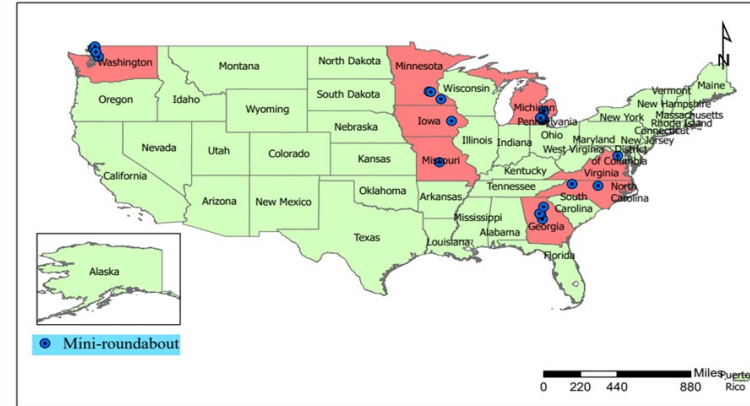 Washington
Montana
North Dakota
Minnesota
Maine
Vermont
New Hampshire
Oregon
Idaho
South Dakota
Wisconsin
Michigan
Massachusetts
New York
Rhode Island
Connecticut
Wyoming
Iowa
Pennsylvania
Nebraska
Ohio
Maryland
New Jersey
Nevada
Utah
Colorado
Illinois
Indiana
West Virginia
District
of Columbia
Kansas
Missouri
Kentucky
Virginia
California
Oklahoma
Arkansas
Tennessee
North
Carolina
Arizona
New Mexico
South
Carolina
Mississippi
Georgia
Texas
Alabama
Louisiana
Florida
Alaska
Mini-roundabout
N
Miles
0 220 440 880
Puerto
Rico